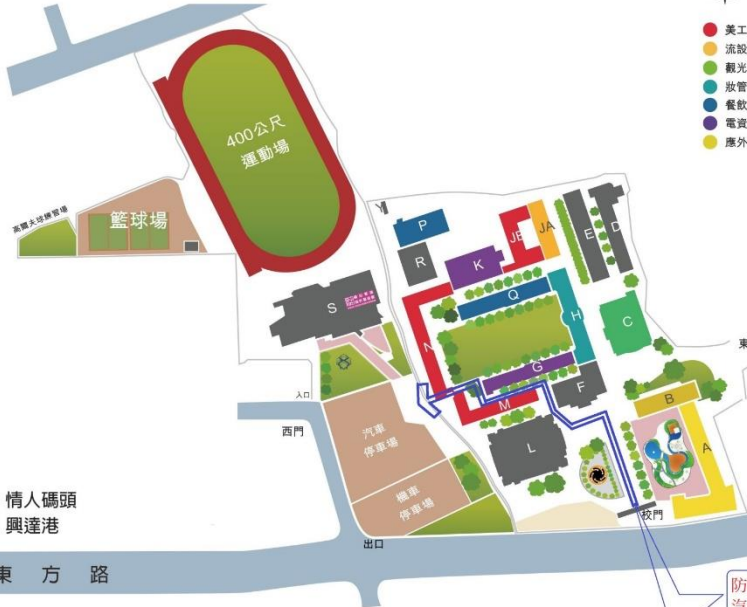 美工
流設
觀光
妝管
餐飲
電資
應外
400公尺
運動場
高爾夫球練習場
籃球場
Y
P
R
K
JB
JA
E
D
S
Q
H
C
N
G
F
M
B
A
L
入口
西門
汽車
停車場
機車
停車場
出口
校門
東
情人碼頭
興達港
東方路
防